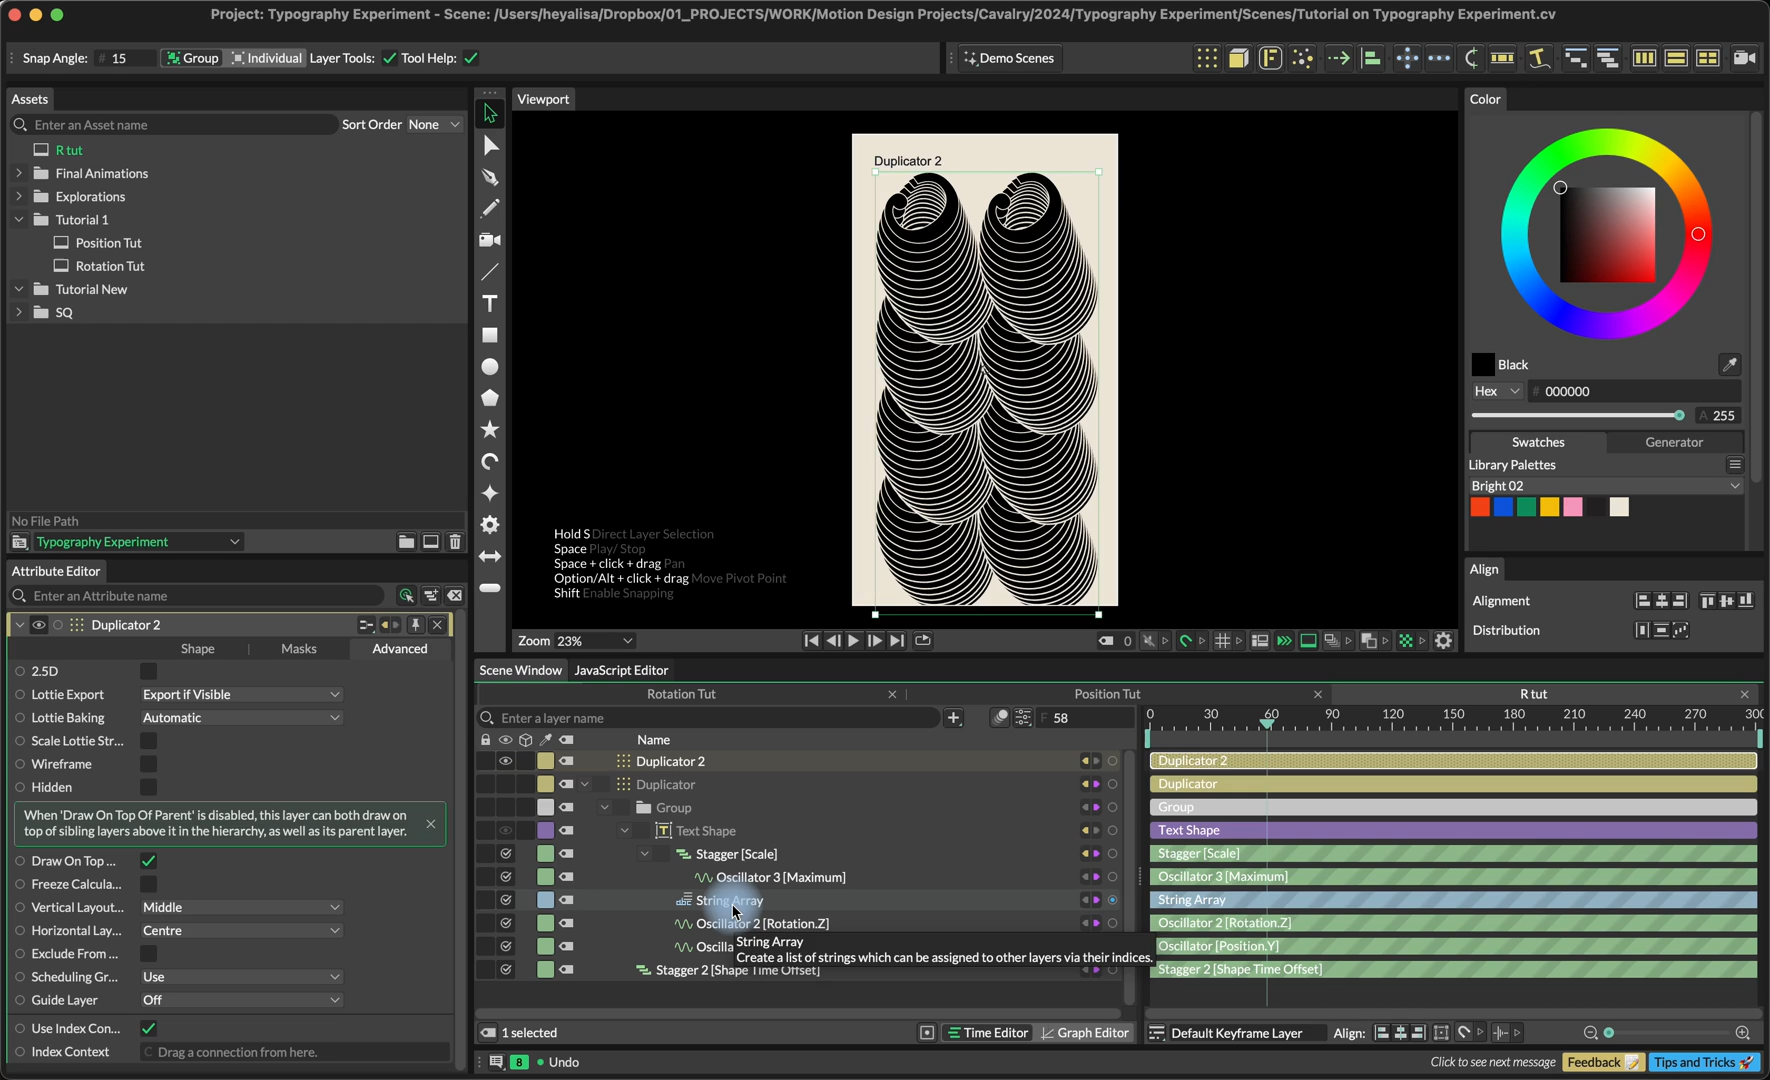 Project: Typography Experiment - Scene: /Users/heyalisa/Dropbox/01_PROJECTS/WORK/Motion Design Projects/Cavalry/2024/Typography Experiment/Scenes/Tutorial on Typography Experiment.cv
Snap Angle: # 15 Group Individual Layer Tools: Tool Help: Demo Scenes
Assets
Enter an Asset name Sort Order None
R tut
Final Animations
Explorations
Tutorial 1
Position Tut
Rotation Tut
Tutorial New
SQ
No File Path
Typography Experiment
Attribute Editor
Enter an Attribute name
Duplicator 2
Shape Masks Advanced
2.5D
Lottie Export Export if Visible
Lottie Baking Automatic
Scale Lottie Str...
Wireframe
Hidden
When 'Draw On Top Of Parent' is disabled, this layer can both draw on
top of sibling layers above it in the hierarchy, as well as its parent layer.
Draw On Top ...
Freeze Calcula...
Vertical Layout... Middle
Horizontal Lay... Centre
Exclude From ...
Scheduling Gr... Use
Guide Layer Off
Use Index Con...
Index Context C Drag a connection from here.
Viewport
Duplicator 2
Hold S Direct Layer Selection
Space Play/ Stop
Space + click + drag Pan
Option/Alt + click + drag Move Pivot Point
Shift Enable Snapping
Zoom 23% 0
Color
Black
Hex # 000000
A 255
Swatches Generator
Library Palettes
Bright 02
Align
Alignment
Distribution
Scene Window JavaScript Editor
Rotation Tut Position Tut R tut
Enter a layer name F 58
0 30 60 90 120 150 180 210 240 270 300
Name
Duplicator 2 Duplicator 2
Duplicator Duplicator
Group Group
Text Shape Text Shape
Stagger [Scale] Stagger [Scale]
Oscillator 3 [Maximum] Oscillator 3 [Maximum]
String Array String Array
Oscillator 2 [Rotation.Z] Oscillator 2 [Rotation.Z]
Oscilla Oscillator [Position.Y]
String Array
Create a list of strings which can be assigned to other layers via their indices.
Stagger 2 [Shape Time Offset] Stagger 2 [Shape Time Offset]
1 selected Time Editor Graph Editor Default Keyframe Layer Align:
8 Undo Click to see next message Feedback Tips and Tricks